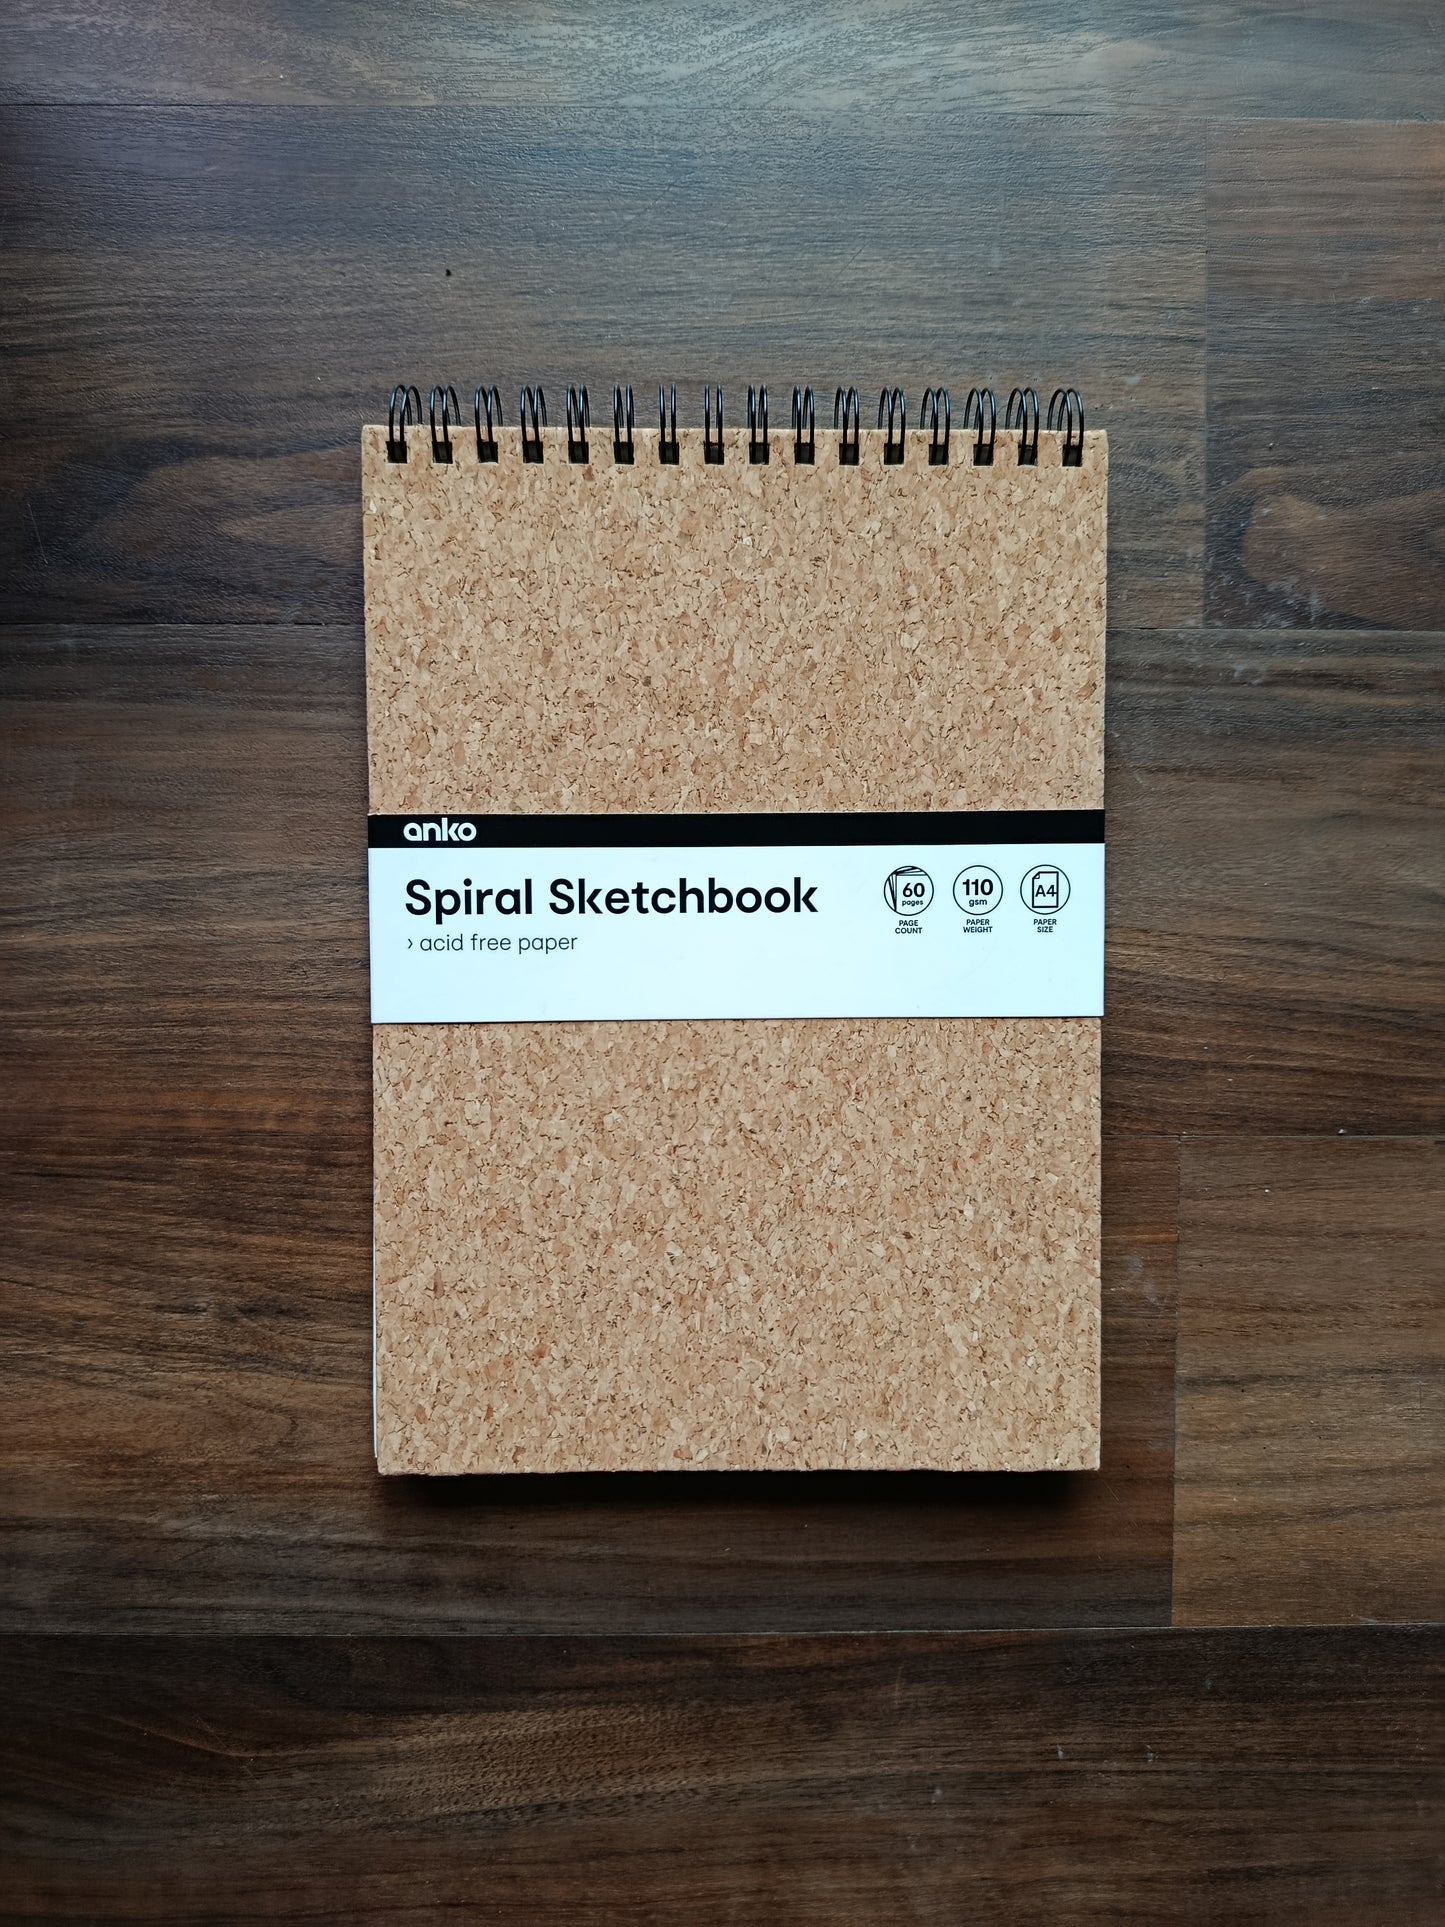 anko
Spiral Sketchbook
› acid free paper
60
pages
PAGE
COUNT
110
gsm
PAPER
WEIGHT
A4
PAPER
SIZE